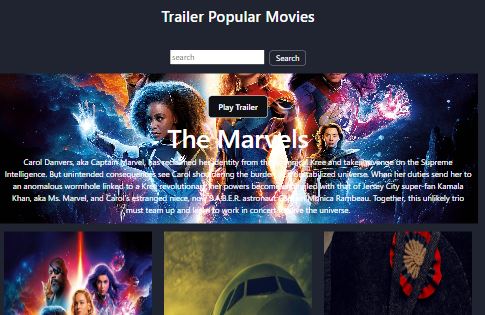 Trailer Popular Movies
search
Search
Play Trailer
The Marvels
Carol Danvers, aka Captain Marvel, has reclaimed her identity from the tyrannical Kree and taken revenge on the Supreme
Intelligence. But unintended consequences see Carol shouldering the burden of a destabilized universe. When her duties send her to
an anomalous wormhole linked to a Kree revolutionary, her powers become entangled with that of Jersey City super-fan Kamala
Khan, aka Ms. Marvel, and Carol's estranged niece, now S.A.B.E.R. astronaut Captain Monica Rambeau. Together, this unlikely trio
must team up and learn to work in concert to save the universe.